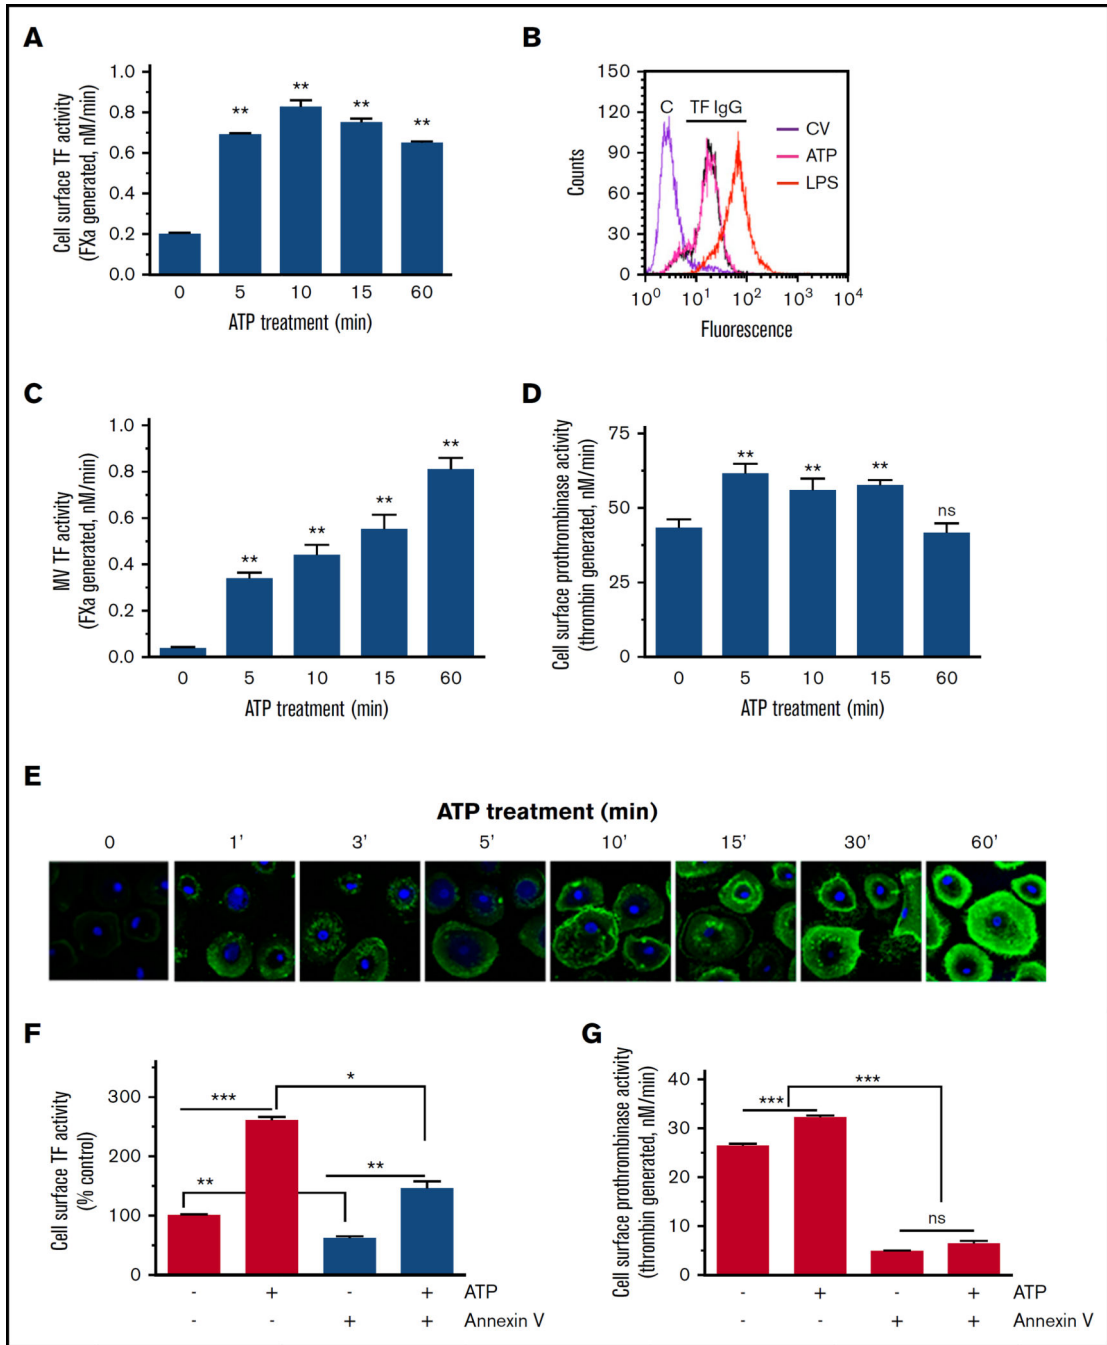 A
Cell surface TF activity
(FXa generated, nM/min)
1.0
0.8
0.6
0.4
0.2
0.0
** ** ** **
0 5 10 15 60
ATP treatment (min)
B
Counts
150
120
90
60
30
0
C TF IgG
CV
ATP
LPS
10⁰ 10¹ 10² 10³ 10⁴
Fluorescence
C
MV TF activity
(FXa generated, nM/min)
1.0
0.8
0.6
0.4
0.2
0.0
** ** ** **
0 5 10 15 60
ATP treatment (min)
D
Cell surface prothrombinase activity
(thrombin generated, nM/min)
75
50
25
0
** ** ** ns
0 5 10 15 60
ATP treatment (min)
E
ATP treatment (min)
0 1’ 3’ 5’ 10’ 15’ 30’ 60’
F
Cell surface TF activity
(% control)
300
200
100
0
*** *
** **
- + - + ATP
- - + + Annexin V
G
Cell surface prothrombinase activity
(thrombin generated, nM/min)
40
30
20
10
0
*** ***
ns
- + - + ATP
- - + + Annexin V